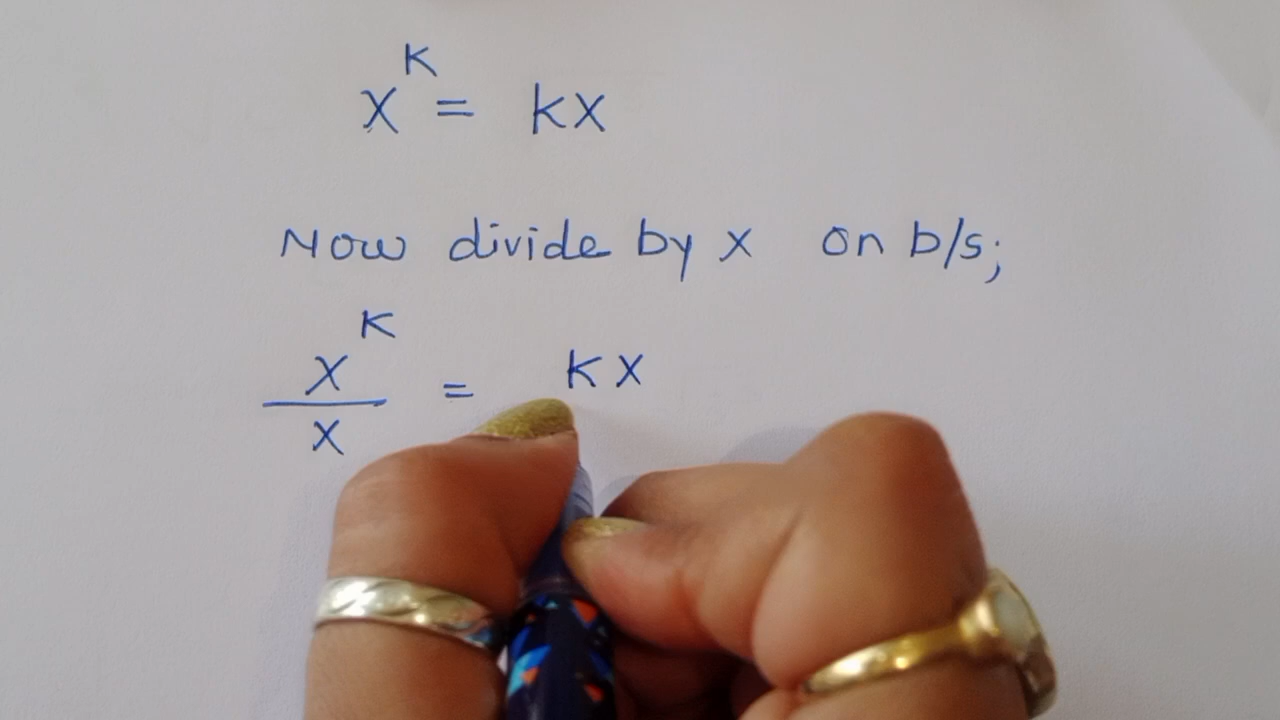 x^K = kx
Now divide by x on b/s;
x^K/x = kx